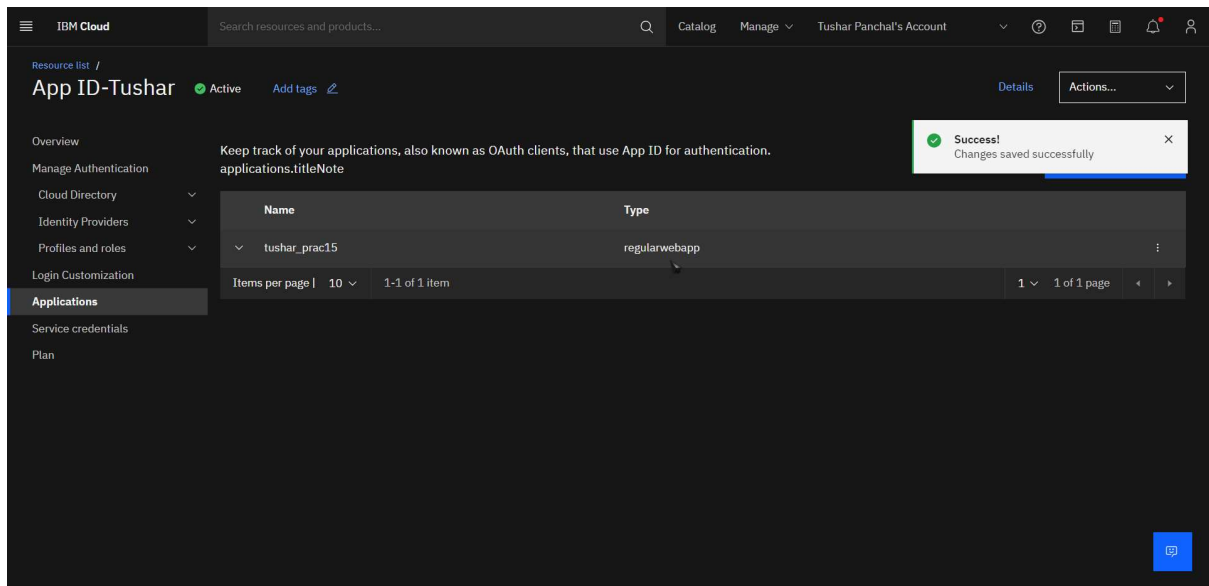 IBM Cloud
Search resources and products...
Catalog
Manage
Tushar Panchal's Account
Resource list /
App ID-Tushar
Active
Add tags
Details
Actions...
Overview
Manage Authentication
Cloud Directory
Identity Providers
Profiles and roles
Login Customization
Applications
Service credentials
Plan
Keep track of your applications, also known as OAuth clients, that use App ID for authentication.
applications.titleNote
Success!
Changes saved successfully
Name
Type
tushar_prac15
regularwebapp
Items per page | 10
1-1 of 1 item
1
1 of 1 page